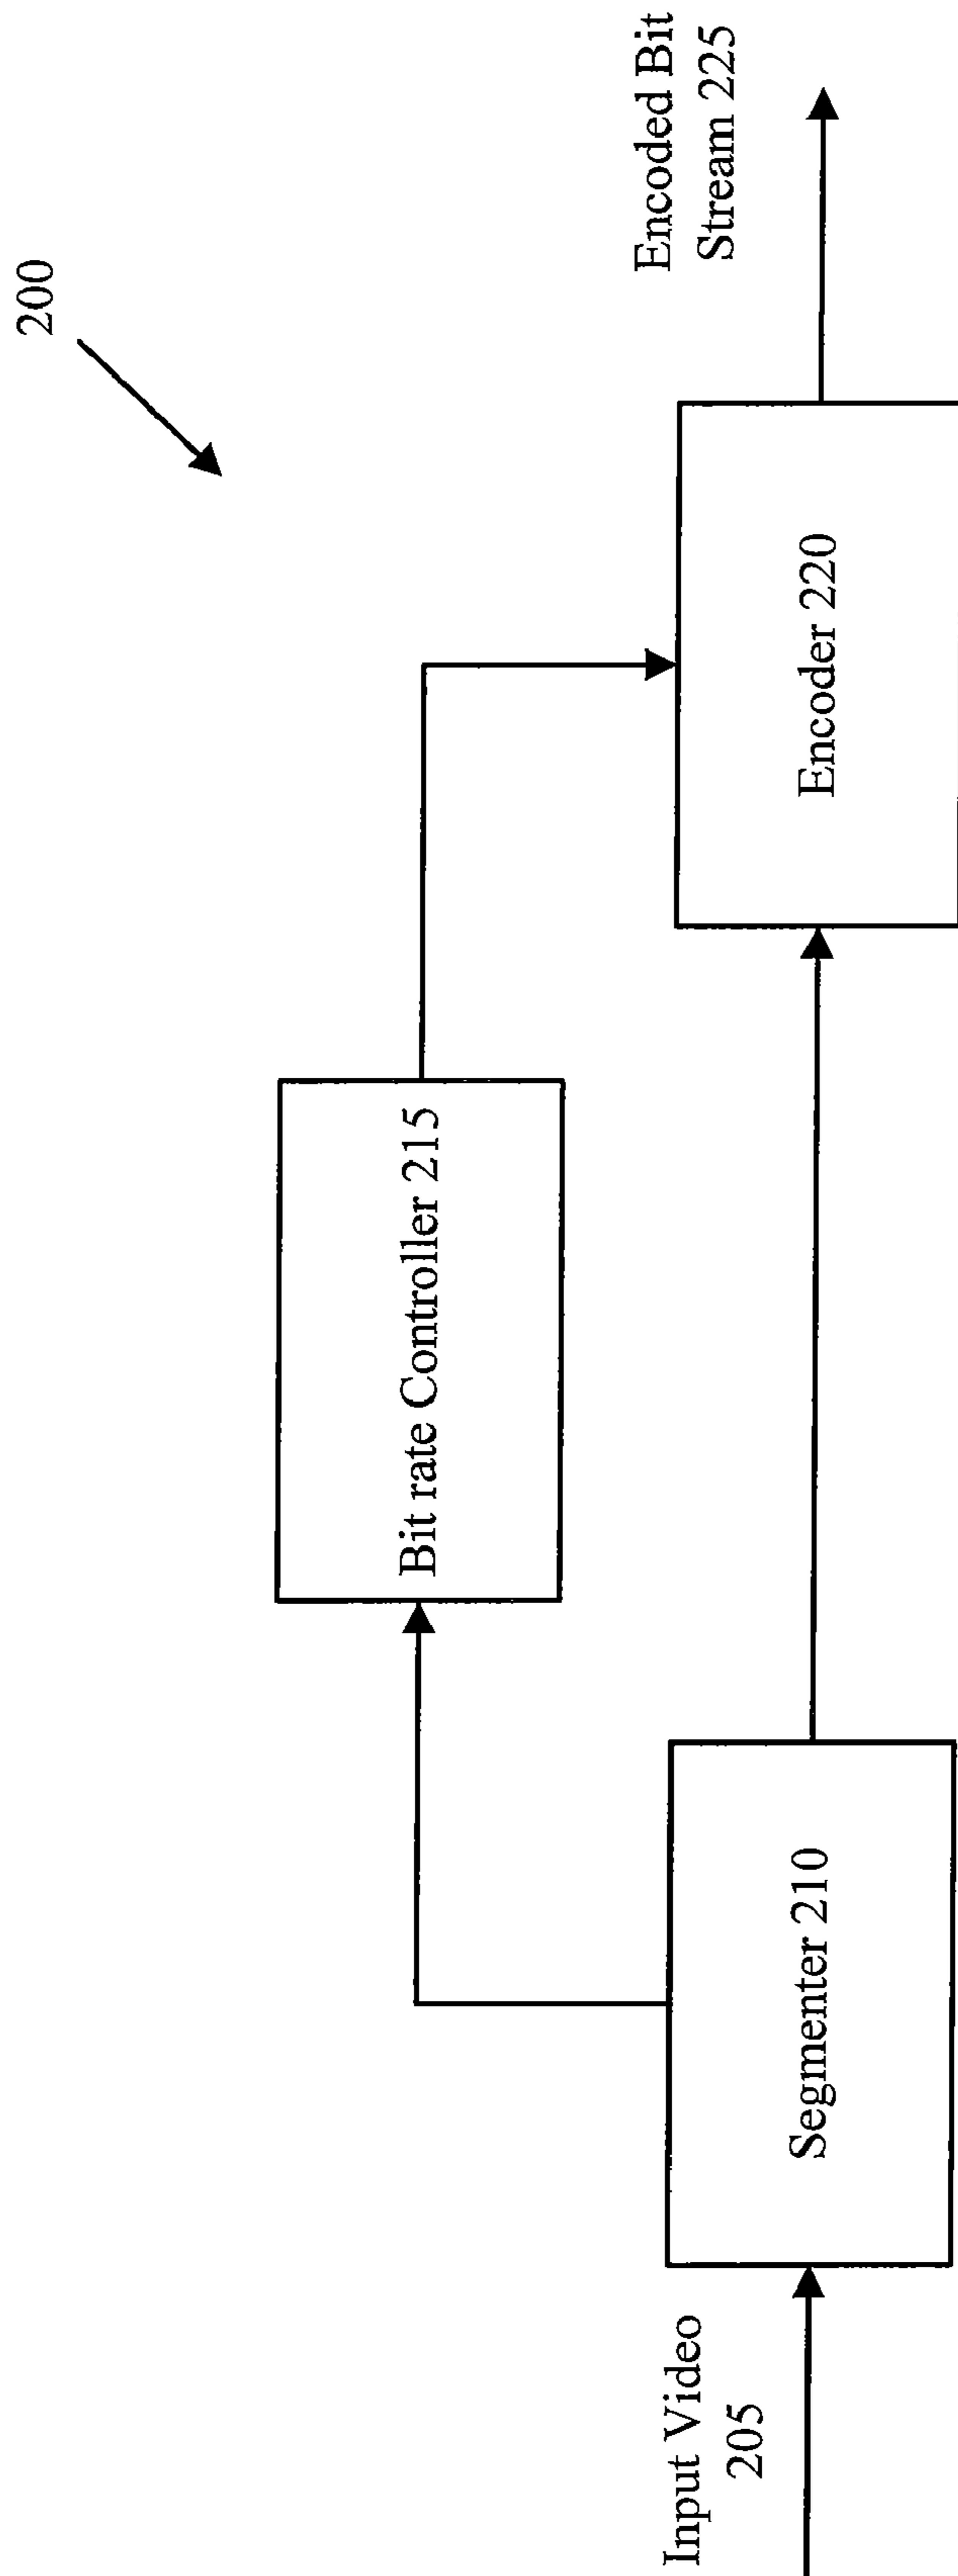 200
Input Video
205
Segmenter 210
Bit rate Controller 215
Encoder 220
Encoded Bit
Stream 225